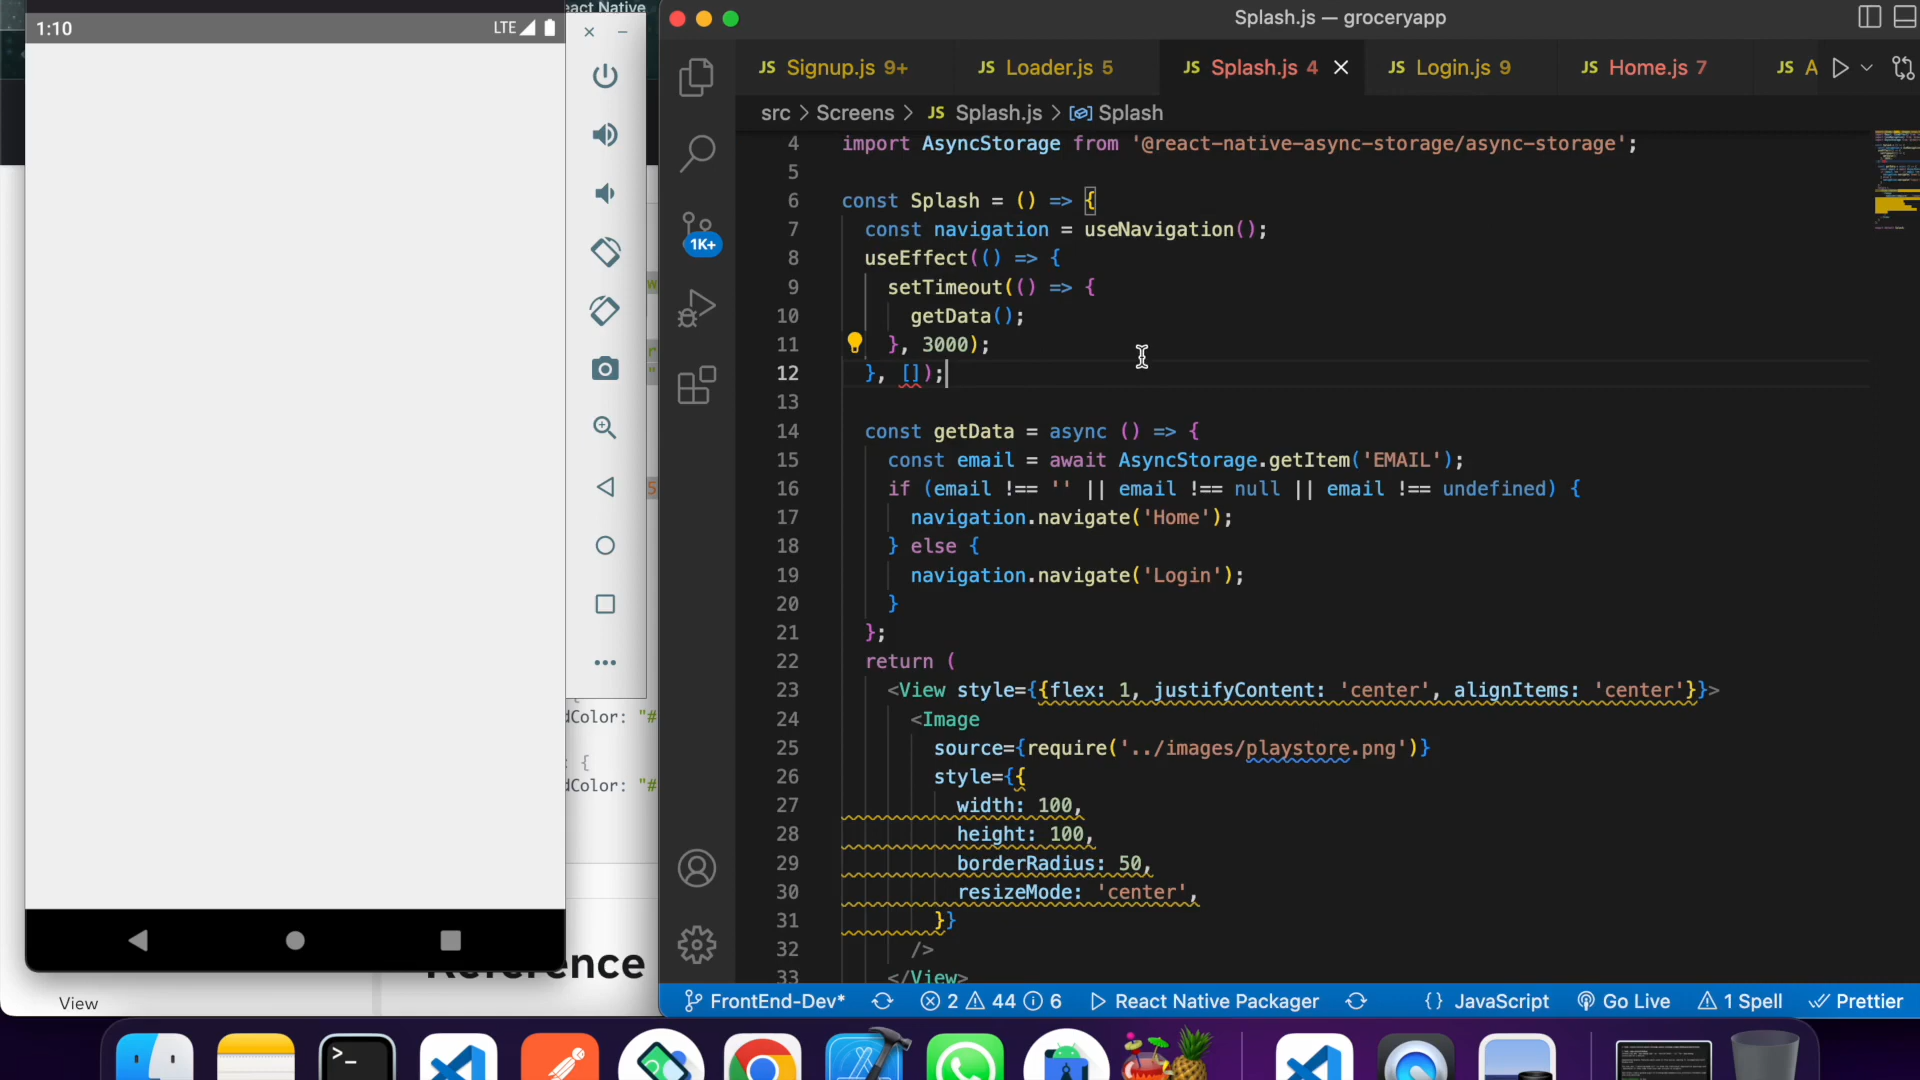 1:10
LTE
eact Native
Splash.js — groceryapp
JS Signup.js 9+
JS Loader.js 5
JS Splash.js 4
JS Login.js 9
JS Home.js 7
JS A
src > Screens > JS Splash.js > Splash
1K+
4 import AsyncStorage from '@react-native-async-storage/async-storage';
5
6 const Splash = () => {
7 const navigation = useNavigation();
8 useEffect(() => {
9 setTimeout(() => {
10 getData();
11 }, 3000);
12 }, []);
13
14 const getData = async () => {
15 const email = await AsyncStorage.getItem('EMAIL');
16 if (email !== '' || email !== null || email !== undefined) {
17 navigation.navigate('Home');
18 } else {
19 navigation.navigate('Login');
20 }
21 };
22 return (
23 <View style={{flex: 1, justifyContent: 'center', alignItems: 'center'}}>
24 <Image
25 source={require('../images/playstore.png')}
26 style={{
27 width: 100,
28 height: 100,
29 borderRadius: 50,
30 resizeMode: 'center',
31 }}
32 />
33 </View>
dColor: "#
: {
dColor: "#
Reference
View
FrontEnd-Dev* 2 44 6 React Native Packager {} JavaScript Go Live 1 Spell Prettier
>_